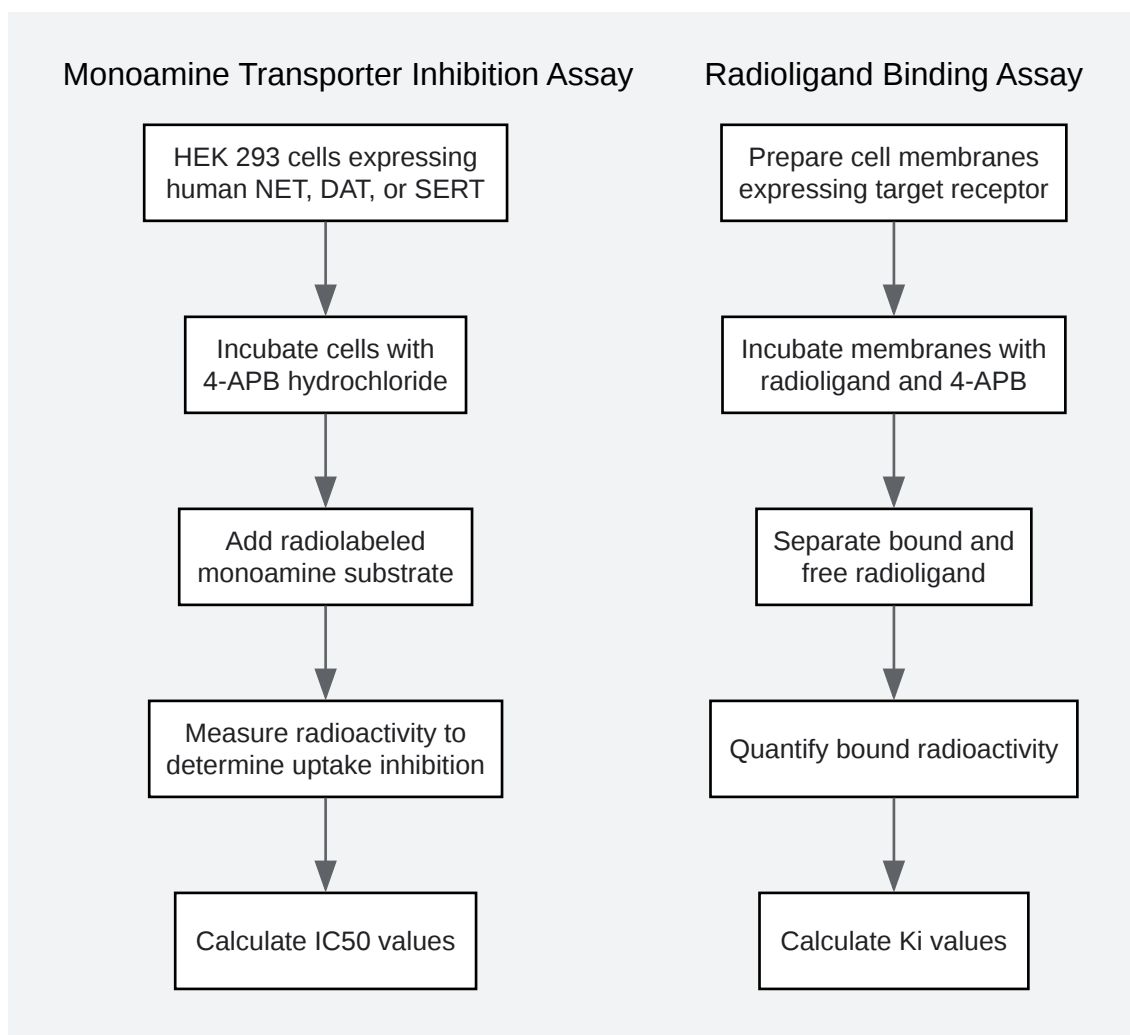 Monoamine Transporter Inhibition Assay
HEK 293 cells expressing
human NET, DAT, or SERT
Incubate cells with
4-APB hydrochloride
Add radiolabeled
monoamine substrate
Measure radioactivity to
determine uptake inhibition
Calculate IC50 values
Radioligand Binding Assay
Prepare cell membranes
expressing target receptor
Incubate membranes with
radioligand and 4-APB
Separate bound and
free radioligand
Quantify bound radioactivity
Calculate Ki values